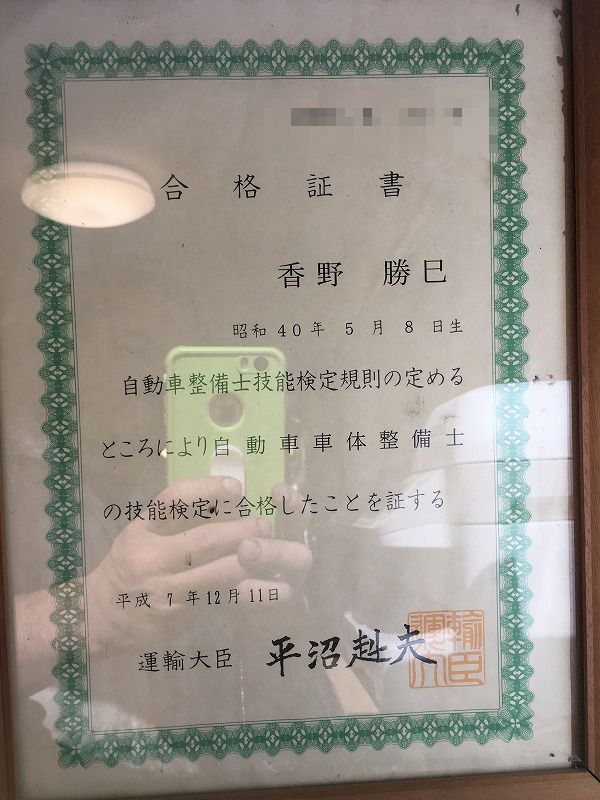 合格証書
香野 勝巳
昭和40年 5月 8日生
自動車整備士技能検定規則の定める
ところにより自動車車体整備士
の技能検定に合格したことを証する
平成 7年12月11日
運輸大臣 平沼赳夫
運輸大臣